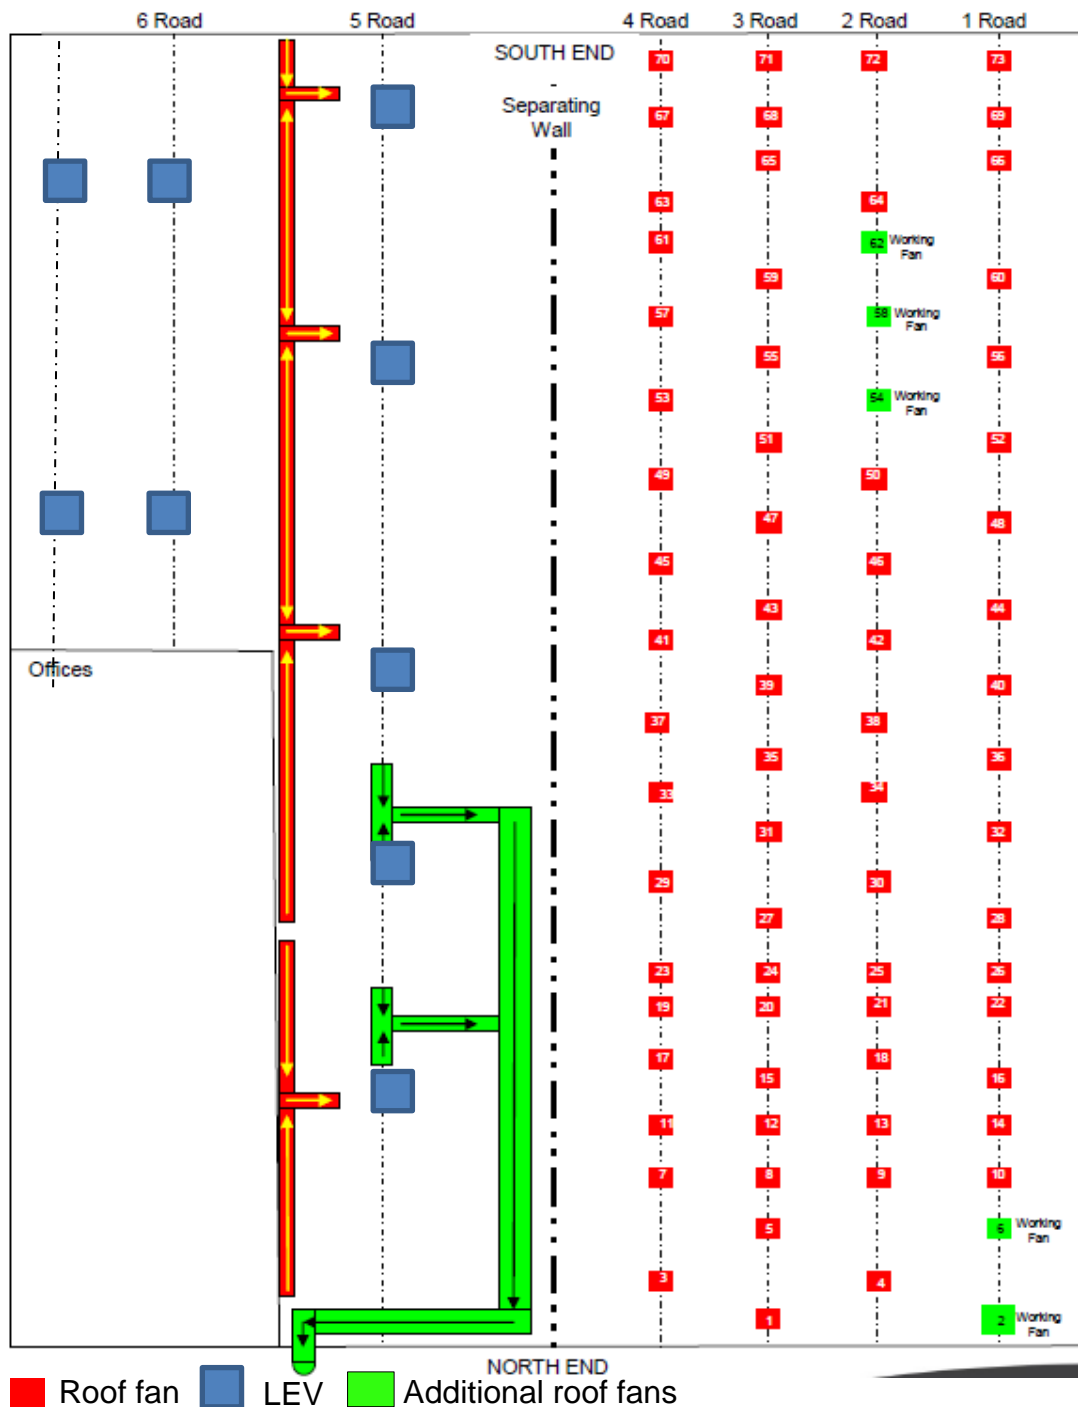 6 Road 5 Road 4 Road 3 Road 2 Road 1 Road
SOUTH END
70 71 72 73
Separating
Wall
67 68 69
65 66
63 64
61 62 Working
Fan
59 60
57 58 Working
Fan
55 56
53 54 Working
Fan
51 52
49 50
47 48
45 46
43 44
41 42
Offices
39 40
37 38
35 36
33 34
31 32
29 30
27 28
23 24 25 26
19 20 21 22
17 18
15 16
11 12 13 14
7 8 9 10
5 6 Working
Fan
3 4
1 2 Working
Fan
NORTH END
Roof fan LEV Additional roof fans